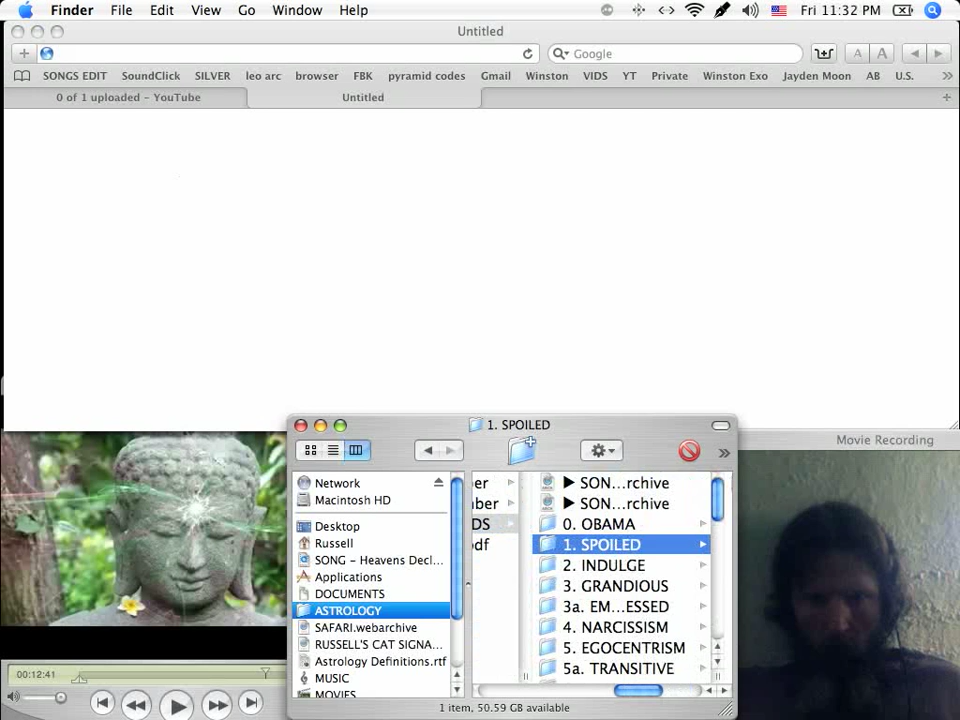 Finder File Edit View Go Window Help Fri 11:32 PM
Untitled
Google A A
SONGS EDIT SoundClick SILVER leo arc browser FBK pyramid codes Gmail Winston VIDS YT Private Winston Exo Jayden Moon AB U.S. »
0 of 1 uploaded – YouTube Untitled
1. SPOILED
Movie Recording
Network
Macintosh HD
Desktop
Russell
SONG – Heavens Decl...
Applications
DOCUMENTS
ASTROLOGY
SAFARI.webarchive
RUSSELL'S CAT SIGNA...
Astrology Definitions.rtf
MUSIC
MOVIES
er
ber
DS
df
▶ SON...rchive
▶ SON...rchive
0. OBAMA
1. SPOILED
2. INDULGE
3. GRANDIOUS
3a. EM...ESSED
4. NARCISSISM
5. EGOCENTRISM
5a. TRANSITIVE
1 item, 50.59 GB available
00:12:41